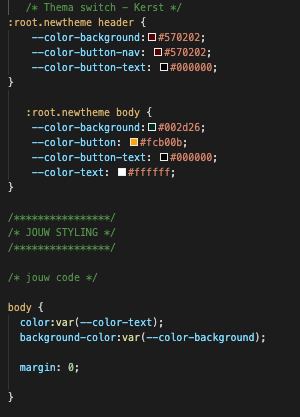 /* Thema switch - Kerst */
:root.newtheme header {
--color-background:#570202;
--color-button-nav: #570202;
--color-button-text: #000000;
}
:root.newtheme body {
--color-background:#002d26;
--color-button: #fcb00b;
--color-button-text: #000000;
--color-text: #ffffff;
}
/****************/
/* JOUW STYLING */
/****************/
/* jouw code */
body {
color:var(--color-text);
background-color:var(--color-background);
margin: 0;
}